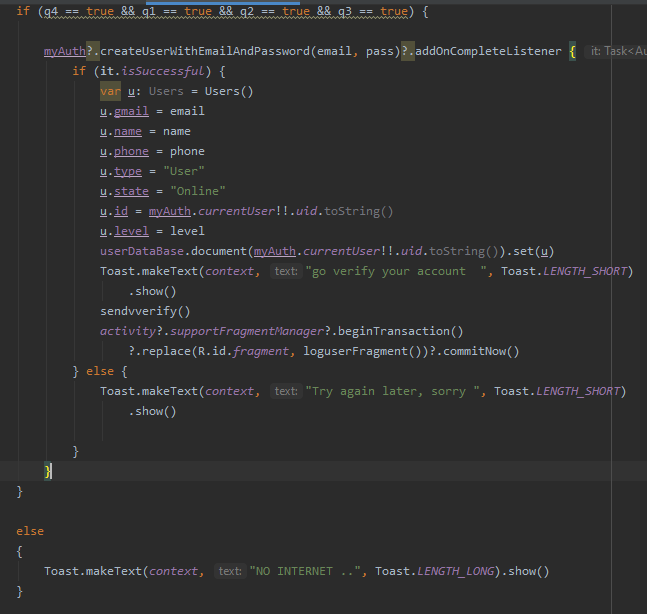 if (q4 == true && q1 == true && q2 == true && q3 == true) {
myAuth?.createUserWithEmailAndPassword(email, pass)?.addOnCompleteListener { it: Task<Au
if (it.isSuccessful) {
var u: Users = Users()
u.gmail = email
u.name = name
u.phone = phone
u.type = "User"
u.state = "Online"
u.id = myAuth.currentUser!!.uid.toString()
u.level = level
userDataBase.document(myAuth.currentUser!!.uid.toString()).set(u)
Toast.makeText(context, text: "go verify your account  ", Toast.LENGTH_SHORT)
.show()
sendvverify()
activity?.supportFragmentManager?.beginTransaction()
?.replace(R.id.fragment, loguserFragment())?.commitNow()
} else {
Toast.makeText(context, text: "Try again later, sorry ", Toast.LENGTH_SHORT)
.show()
}
}
}
else
{
Toast.makeText(context, text: "NO INTERNET ..", Toast.LENGTH_LONG).show()
}